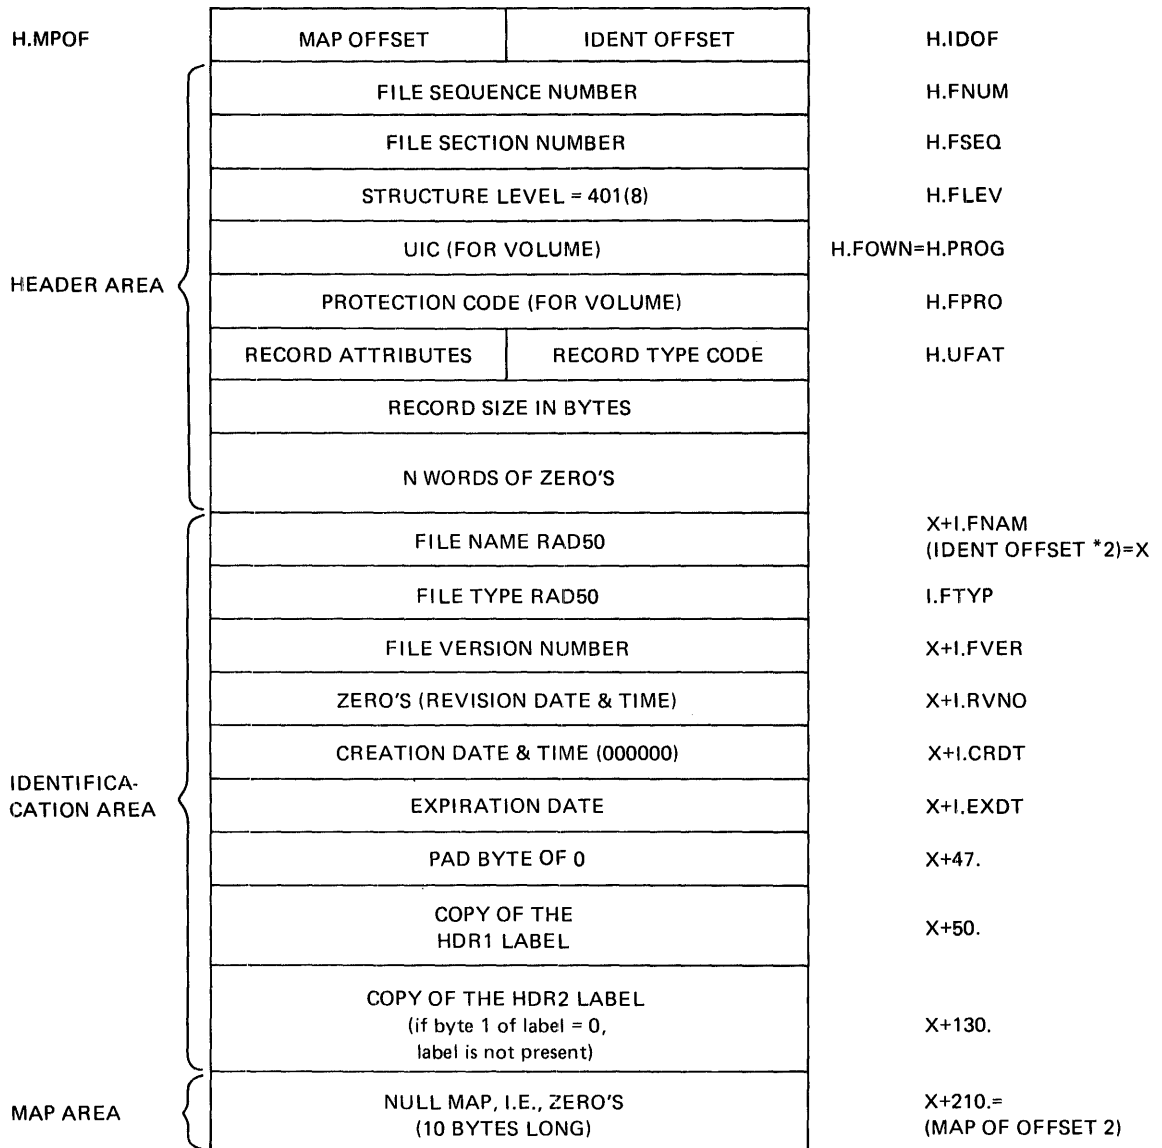 H.MPOF MAP OFFSET IDENT OFFSET H.IDOF
FILE SEQUENCE NUMBER H.FNUM
FILE SECTION NUMBER H.FSEQ
STRUCTURE LEVEL = 401(8) H.FLEV
UIC (FOR VOLUME) H.FOWN=H.PROG
HEADER AREA
PROTECTION CODE (FOR VOLUME) H.FPRO
RECORD ATTRIBUTES RECORD TYPE CODE H.UFAT
RECORD SIZE IN BYTES
N WORDS OF ZERO'S
FILE NAME RAD50 X+I.FNAM
(IDENT OFFSET *2)=X
FILE TYPE RAD50 I.FTYP
FILE VERSION NUMBER X+I.FVER
ZERO'S (REVISION DATE & TIME) X+I.RVNO
CREATION DATE & TIME (000000) X+I.CRDT
IDENTIFICA-
CATION AREA
EXPIRATION DATE X+I.EXDT
PAD BYTE OF 0 X+47.
COPY OF THE
HDR1 LABEL X+50.
COPY OF THE HDR2 LABEL
(if byte 1 of label = 0, X+130.
label is not present)
MAP AREA
NULL MAP, I.E., ZERO'S X+210.=
(10 BYTES LONG) (MAP OF OFFSET 2)